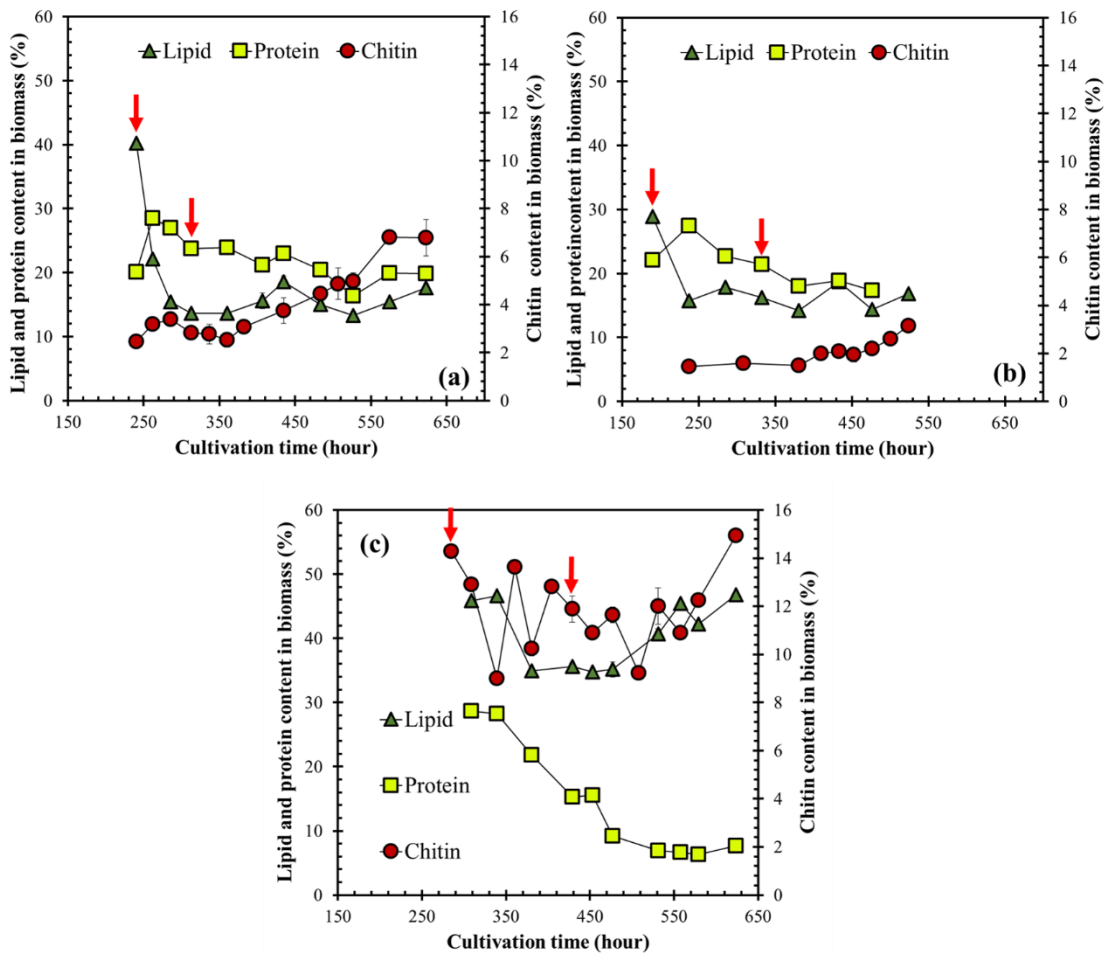 Lipid and protein content in biomass (%)
60
50
40
30
20
10
0
Lipid Protein Chitin
(a)
16
14
12
10
8
6
4
2
0
Chitin content in biomass (%)
150 250 350 450 550 650
Cultivation time (hour)
Lipid and proteincontent in biomass (%)
60
50
40
30
20
10
0
Lipid Protein Chitin
(b)
16
14
12
10
8
6
4
2
0
Chitin content in biomass (%)
150 250 350 450 550 650
Cultivation time (hour)
Lipid and protein content in biomass (%)
60
50
40
30
20
10
0
(c)
Lipid
Protein
Chitin
16
14
12
10
8
6
4
2
0
Chitin content in biomass (%)
150 250 350 450 550 650
Cultivation time (hour)